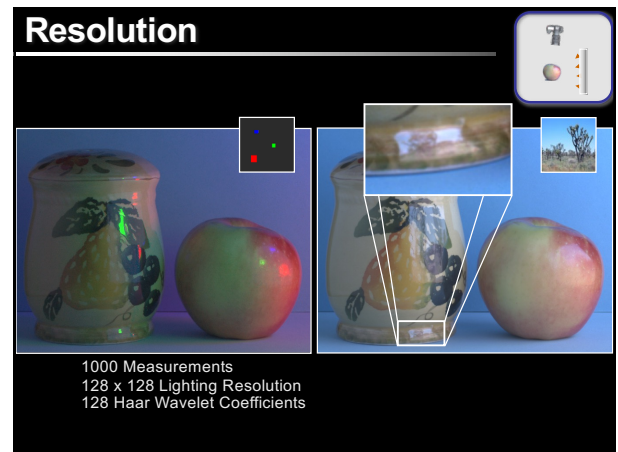 Resolution
1000 Measurements
128 x 128 Lighting Resolution
128 Haar Wavelet Coefficients